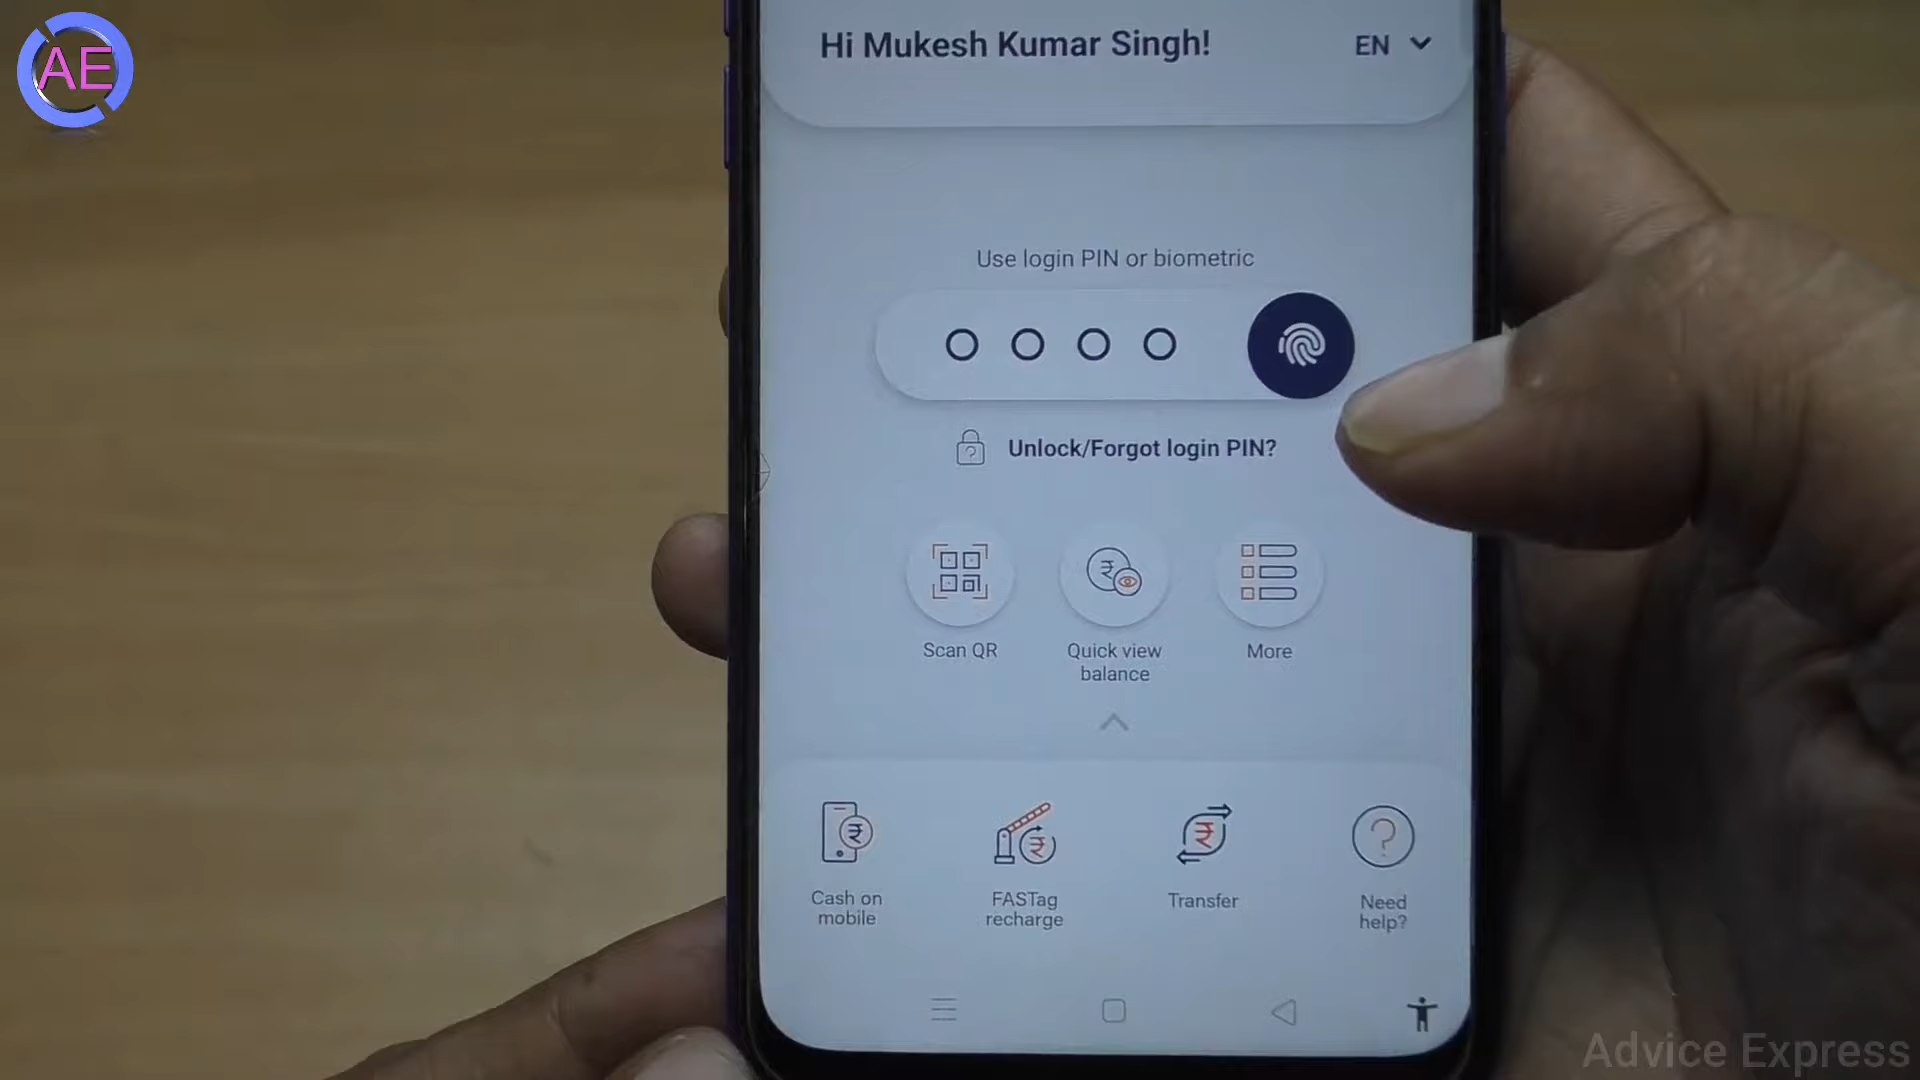 AE
Hi Mukesh Kumar Singh!
EN
Use login PIN or biometric
Unlock/Forgot login PIN?
Scan QR
Quick view
balance
More
Cash on
mobile
FASTag
recharge
Transfer
Need
help?
Advice Express